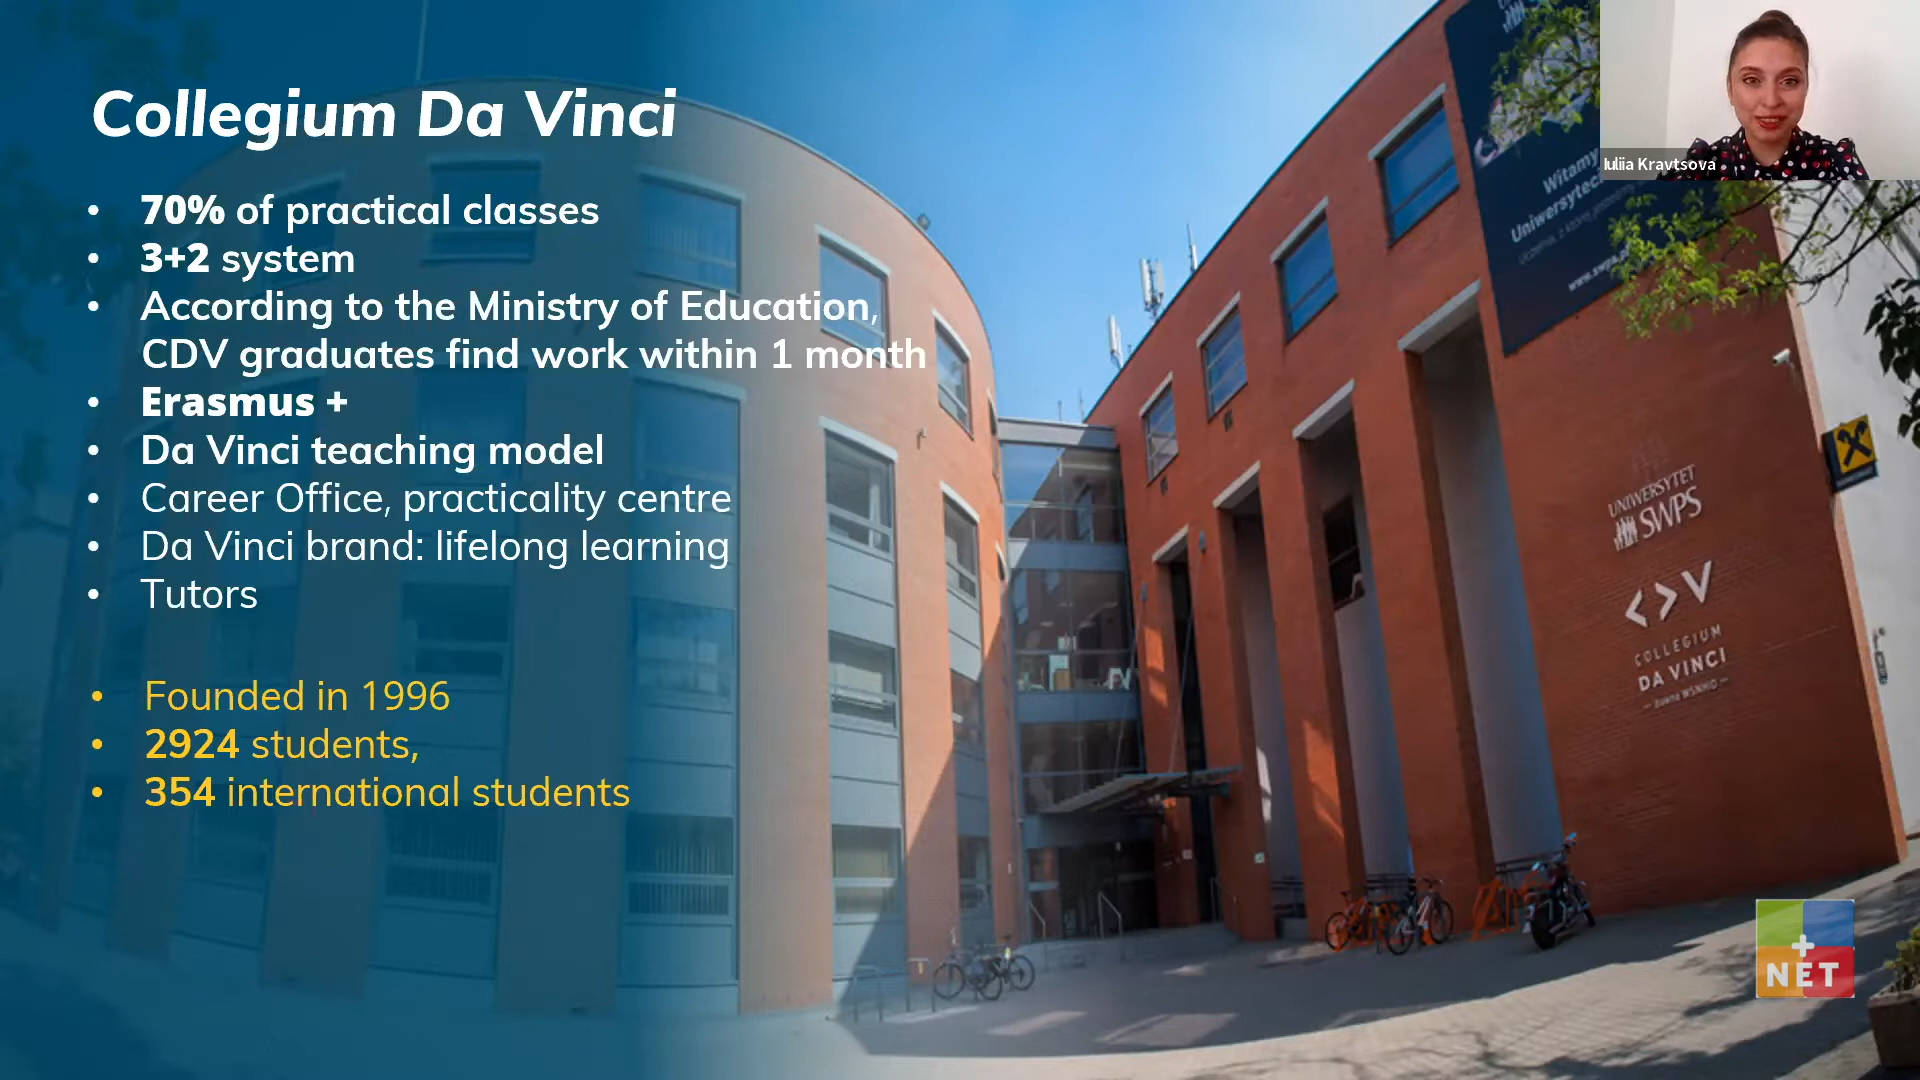 Collegium Da Vinci
• 70% of practical classes
• 3+2 system
• According to the Ministry of Education,
CDV graduates find work within 1 month
• Erasmus +
• Da Vinci teaching model
• Career Office, practicality centre
• Da Vinci brand: lifelong learning
• Tutors
• Founded in 1996
• 2924 students,
• 354 international students
Iuliia Kravtsova
Witamy
UNIWERSYTET
SWPS
COLLEGIUM
DA VINCI
+
NET